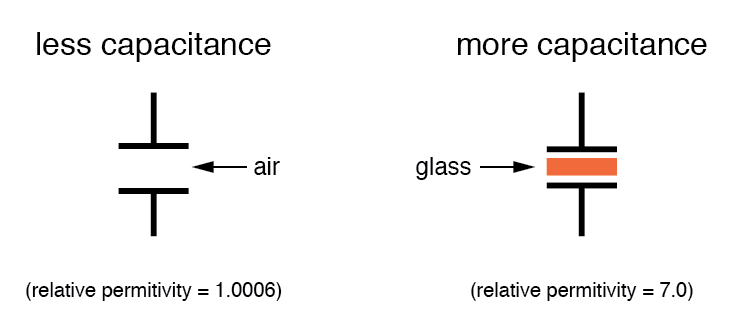 less capacitance
more capacitance
air
glass
(relative permitivity = 1.0006)
(relative permitivity = 7.0)